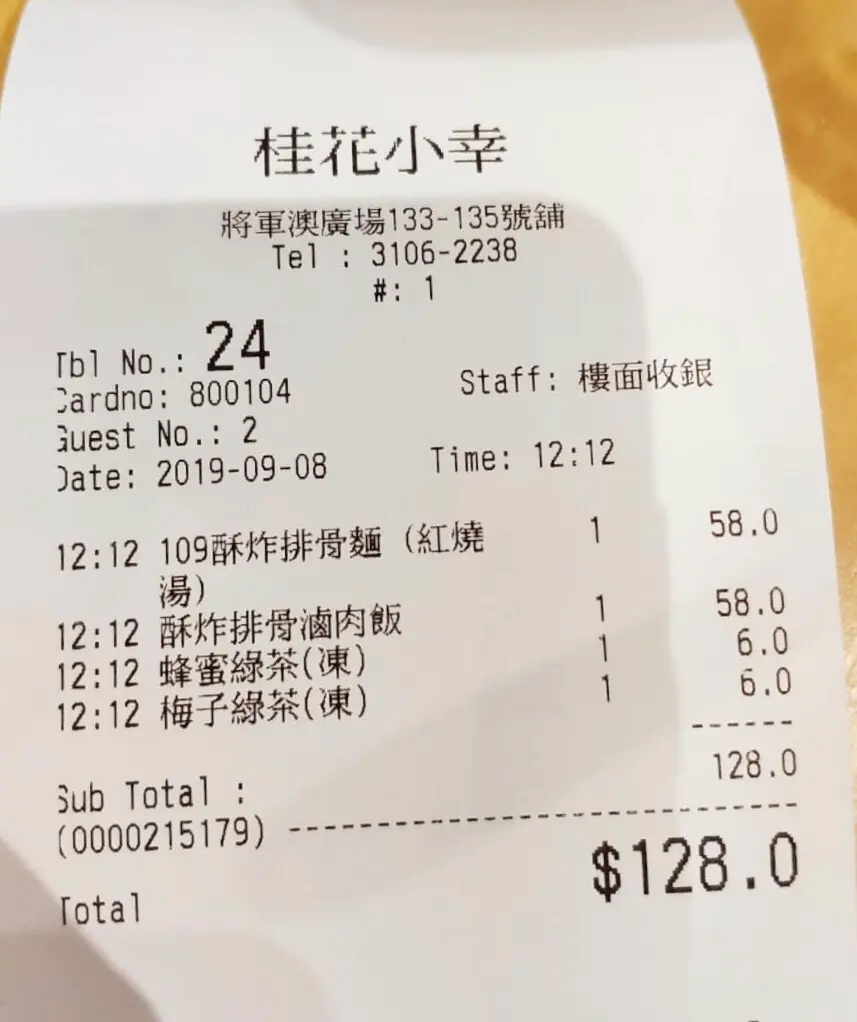 桂花小幸
將軍澳廣場133-135號舖
Tel : 3106-2238
#: 1
Tbl No.: 24
Cardno: 800104 Staff: 樓面收銀
Guest No.: 2
Date: 2019-09-08 Time: 12:12
12:12 109酥炸排骨麵 (紅燒 1 58.0
湯)
12:12 酥炸排骨滷肉飯 1 58.0
12:12 蜂蜜綠茶(凍) 1 6.0
12:12 梅子綠茶(凍) 1 6.0
Sub Total : 128.0
(0000215179)
Total $128.0